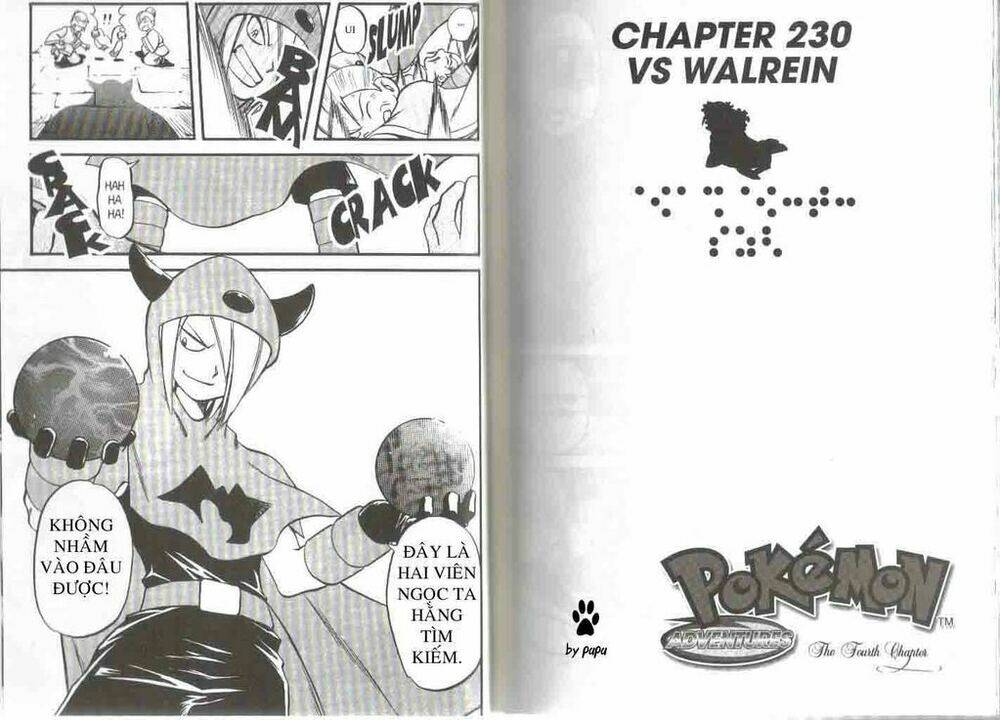 CHAPTER 230
VS WALREIN
POKéMON
TM
ADVENTURES
The Fourth Chapter
by papu
...
SLUMP
UI
BAM
!!
CRACK
HAH
HA
HA!
CRACK
ĐÂY LÀ
HAI VIÊN
NGỌC TA
HẰNG
TÌM
KIẾM.
KHÔNG
NHẦM
VÀO ĐÂU
ĐƯỢC!